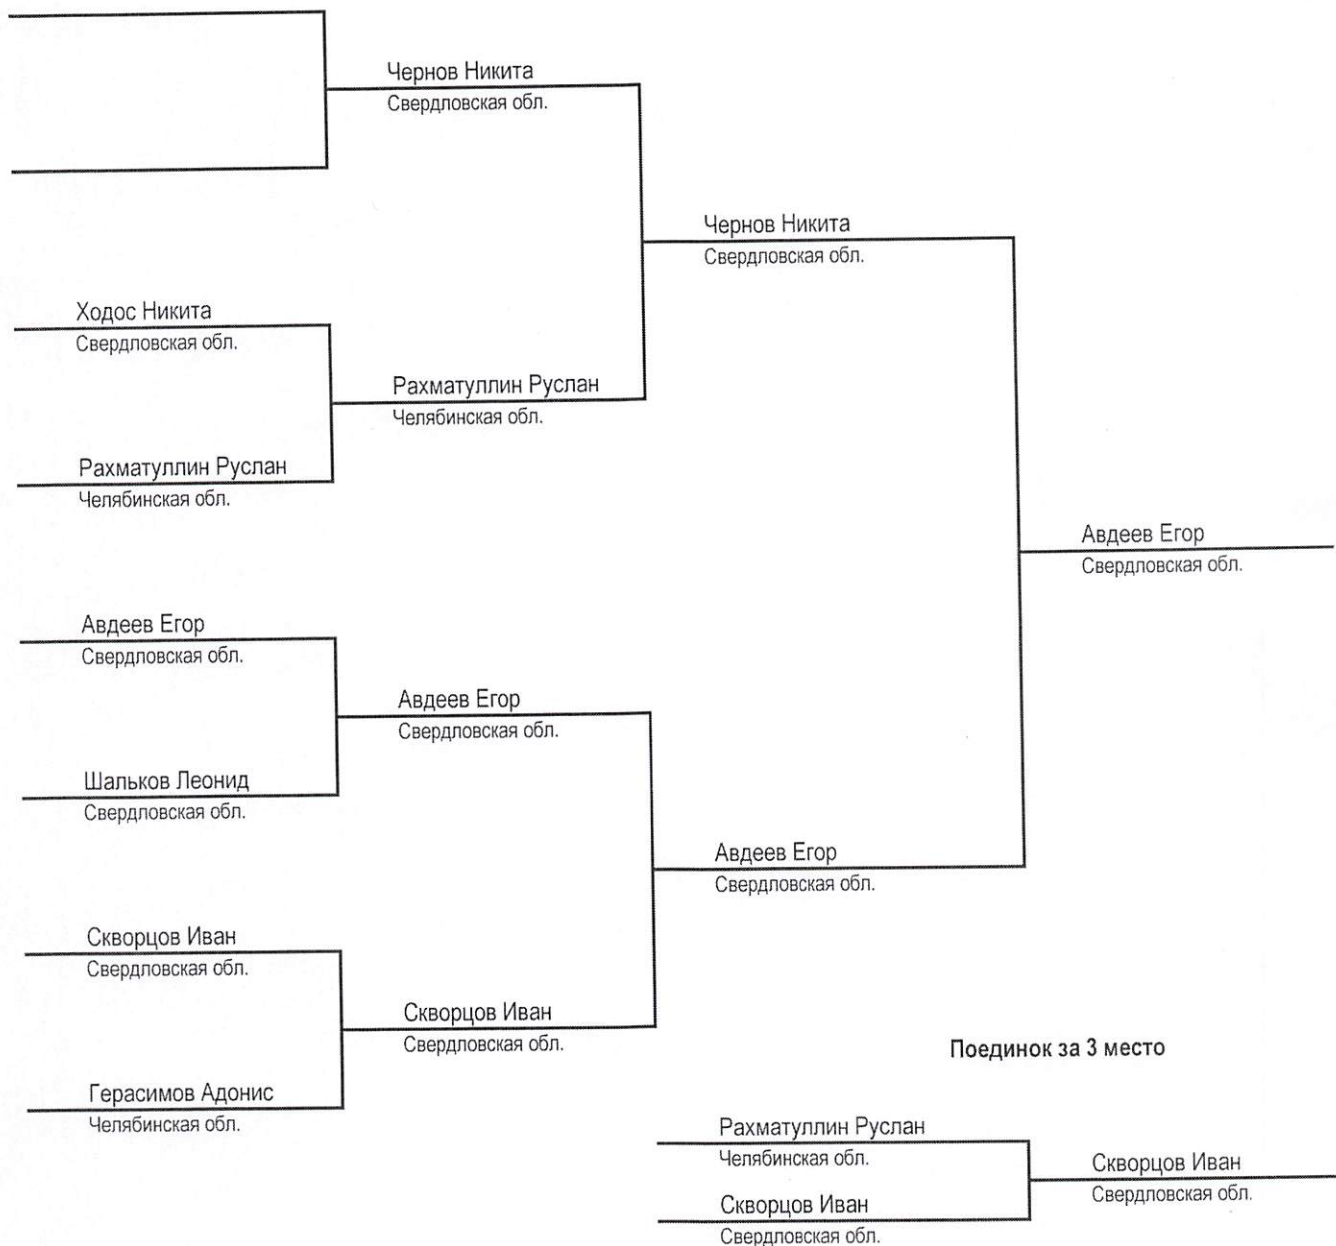 Чернов Никита
Свердловская обл.
Чернов Никита
Свердловская обл.
Ходос Никита
Свердловская обл.
Рахматуллин Руслан
Челябинская обл.
Рахматуллин Руслан
Челябинская обл.
Авдеев Егор
Свердловская обл.
Авдеев Егор
Свердловская обл.
Авдеев Егор
Свердловская обл.
Шальков Леонид
Свердловская обл.
Авдеев Егор
Свердловская обл.
Скворцов Иван
Свердловская обл.
Скворцов Иван
Свердловская обл.
Поединок за 3 место
Герасимов Адонис
Челябинская обл.
Рахматуллин Руслан
Челябинская обл.
Скворцов Иван
Свердловская обл.
Скворцов Иван
Свердловская обл.